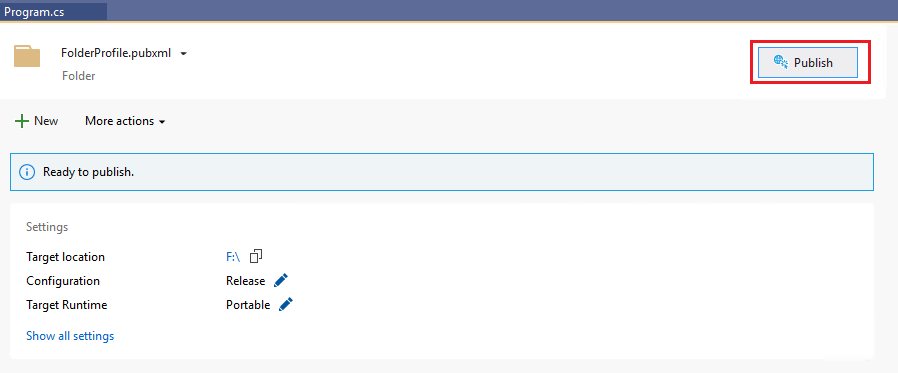 Program.cs
FolderProfile.pubxml
Folder
Publish
New
More actions
Ready to publish.
Settings
Target location F:\
Configuration Release
Target Runtime Portable
Show all settings